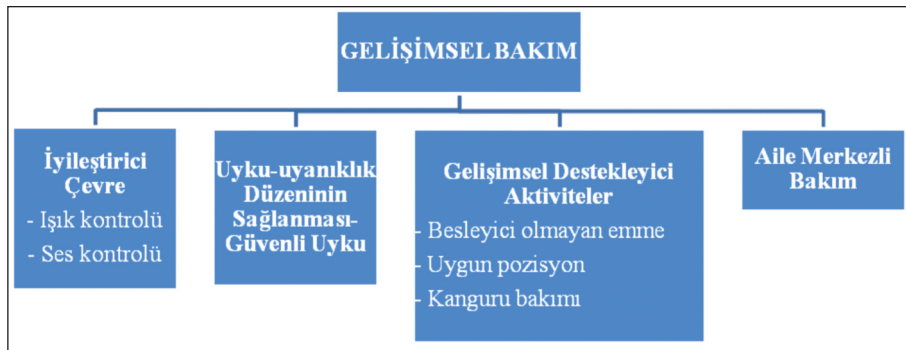 GELİŞİMSEL BAKIM
İyileştirici
Çevre
- Işık kontrolü
- Ses kontrolü
Uyku-uyanıklık
Düzeninin
Sağlanması-
Güvenli Uyku
Gelişimsel Destekleyici
Aktiviteler
- Besleyici olmayan emme
- Uygun pozisyon
- Kanguru bakımı
Aile Merkezli
Bakım